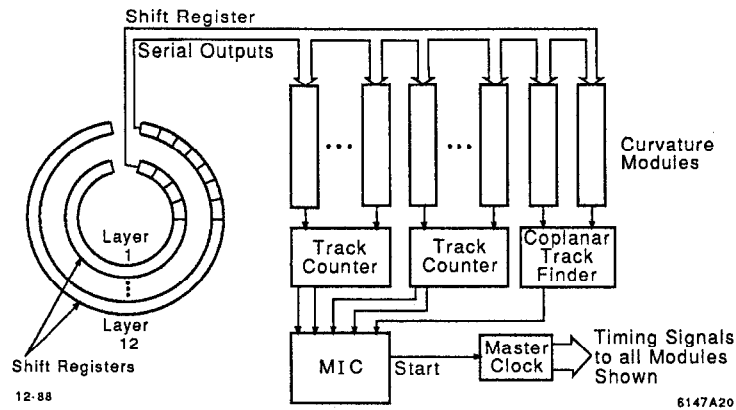 Shift Register
Serial Outputs
Curvature
Modules
Layer
1
Layer
12
Shift Registers
Track
Counter
Track
Counter
Coplanar
Track
Finder
MIC
Start
Master
Clock
Timing Signals
to all Modules
Shown
12-88
6147A20